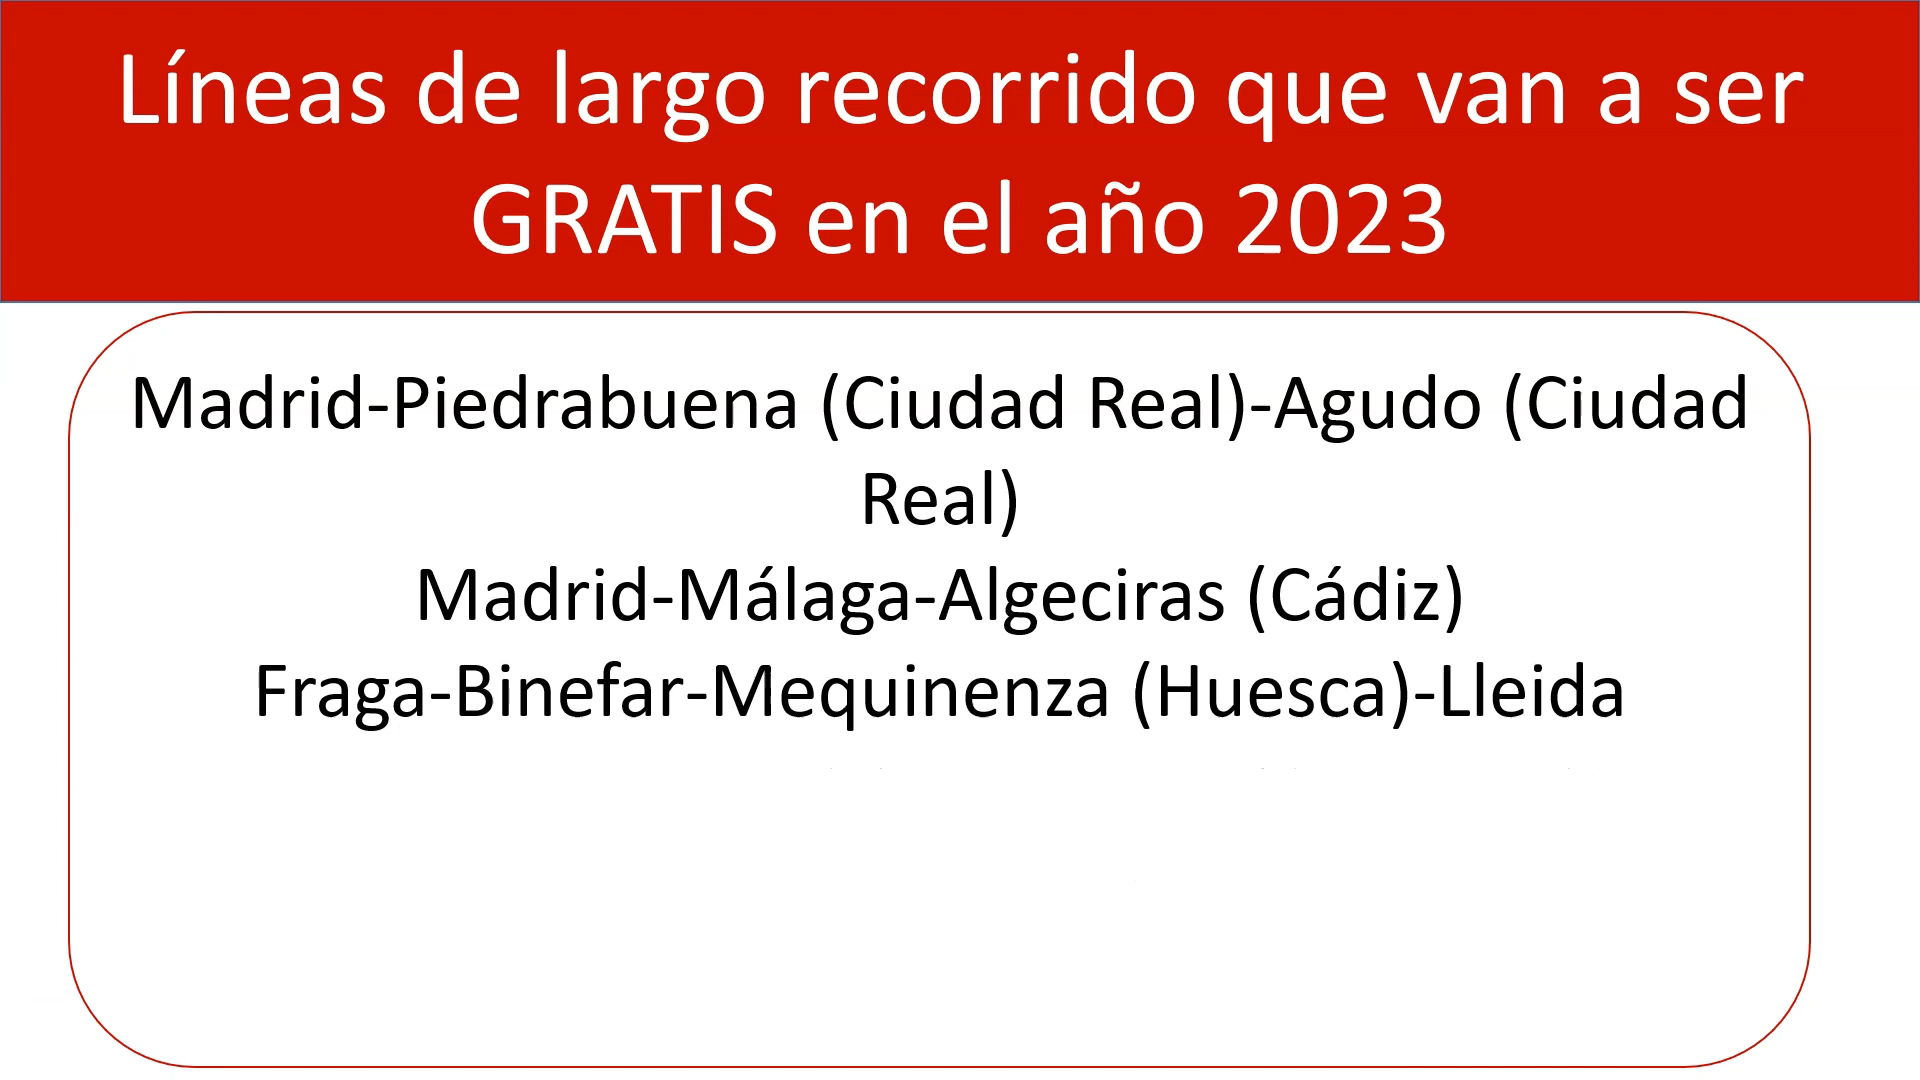 Líneas de largo recorrido que van a ser
GRATIS en el año 2023
Madrid-Piedrabuena (Ciudad Real)-Agudo (Ciudad
Real)
Madrid-Málaga-Algeciras (Cádiz)
Fraga-Binefar-Mequinenza (Huesca)-Lleida